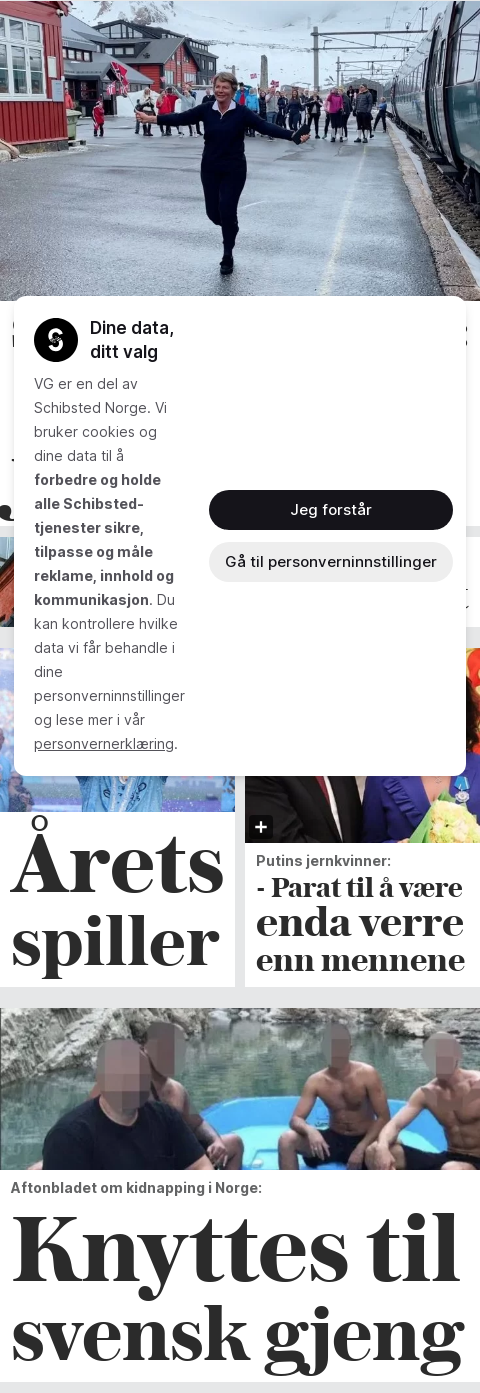 Dine data,
ditt valg
VG er en del av
Schibsted Norge. Vi
bruker cookies og
dine data til å
forbedre og holde
alle Schibsted-
tjenester sikre,
tilpasse og måle
reklame, innhold og
kommunikasjon. Du
kan kontrollere hvilke
data vi får behandle i
dine
personverninnstillinger
og lese mer i vår
personvernerklæring.
Jeg forstår
Gå til personverninnstillinger
Årets
spiller
Putins jernkvinner:
- Parat til å være
enda verre
enn mennene
Aftonbladet om kidnapping i Norge:
Knyttes til
svensk gjeng